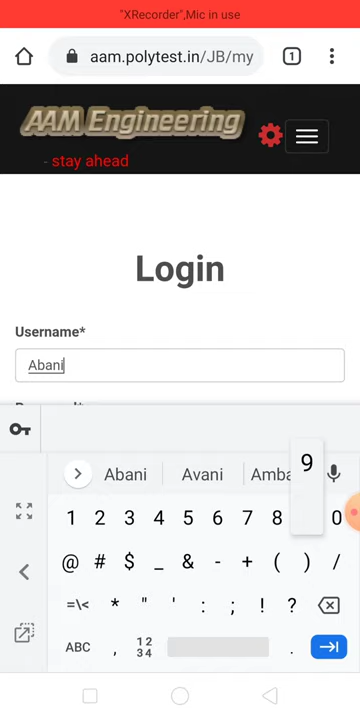 "XRecorder",Mic in use
aam.polytest.in/JB/my
1
AAM Engineering
- stay ahead
Login
Username*
Abani
Abani Avani Amba
9
1 2 3 4 5 6 7 8 0
@ # $ _ & - + ( ) /
=\< * " ' : ; ! ?
ABC , 12 34 .